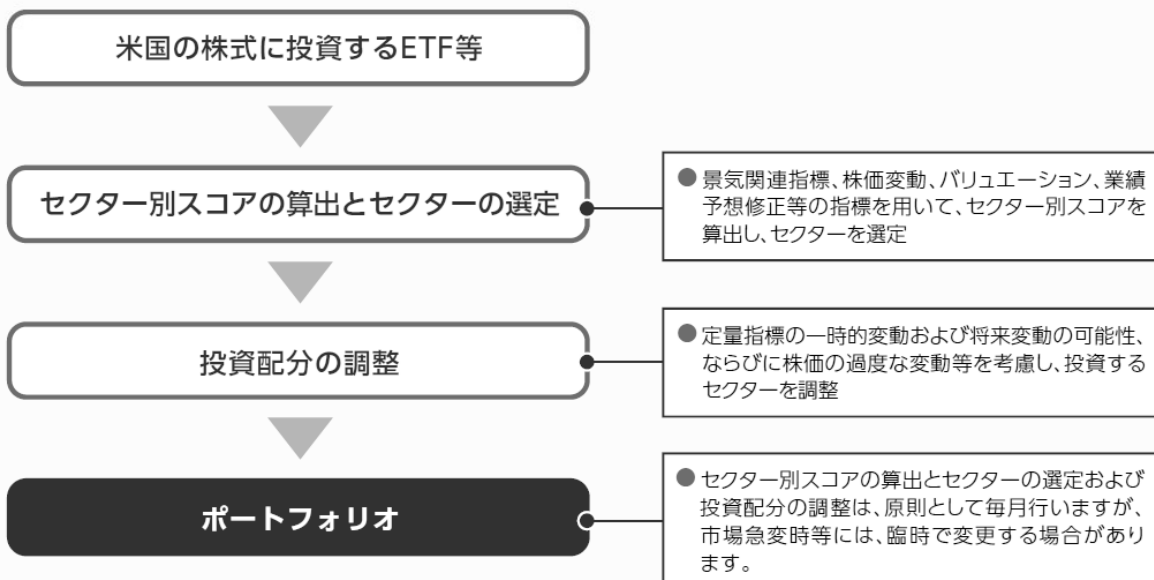 米国の株式に投資するETF等
セクター別スコアの算出とセクターの選定
●景気関連指標、株価変動、バリュエーション、業績
予想修正等の指標を用いて、セクター別スコアを
算出し、セクターを選定
投資配分の調整
●定量指標の一時的変動および将来変動の可能性、
ならびに株価の過度な変動等を考慮し、投資する
セクターを調整
ポートフォリオ
●セクター別スコアの算出とセクターの選定および
投資配分の調整は、原則として毎月行いますが、
市場急変時等には、臨時で変更する場合があり
ます。